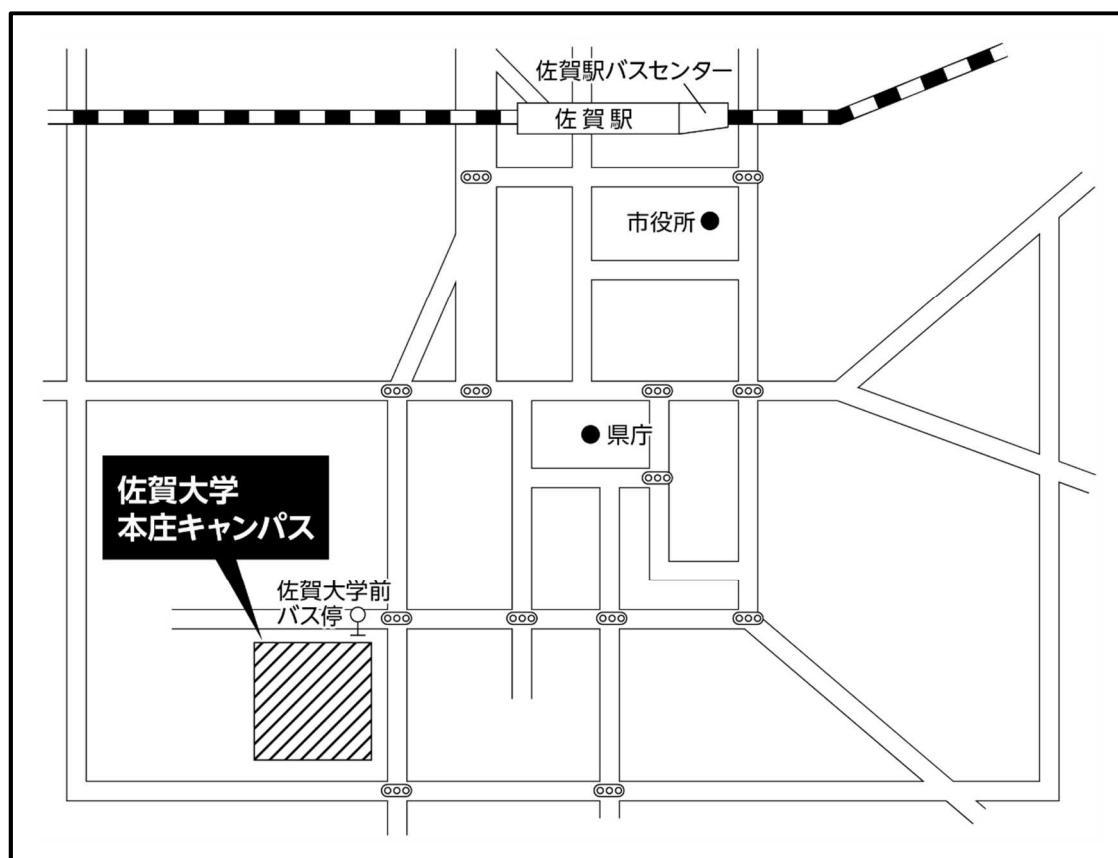 佐賀駅バスセンター
佐賀駅
市役所
県庁
佐賀大学
本庄キャンパス
佐賀大学前
バス停